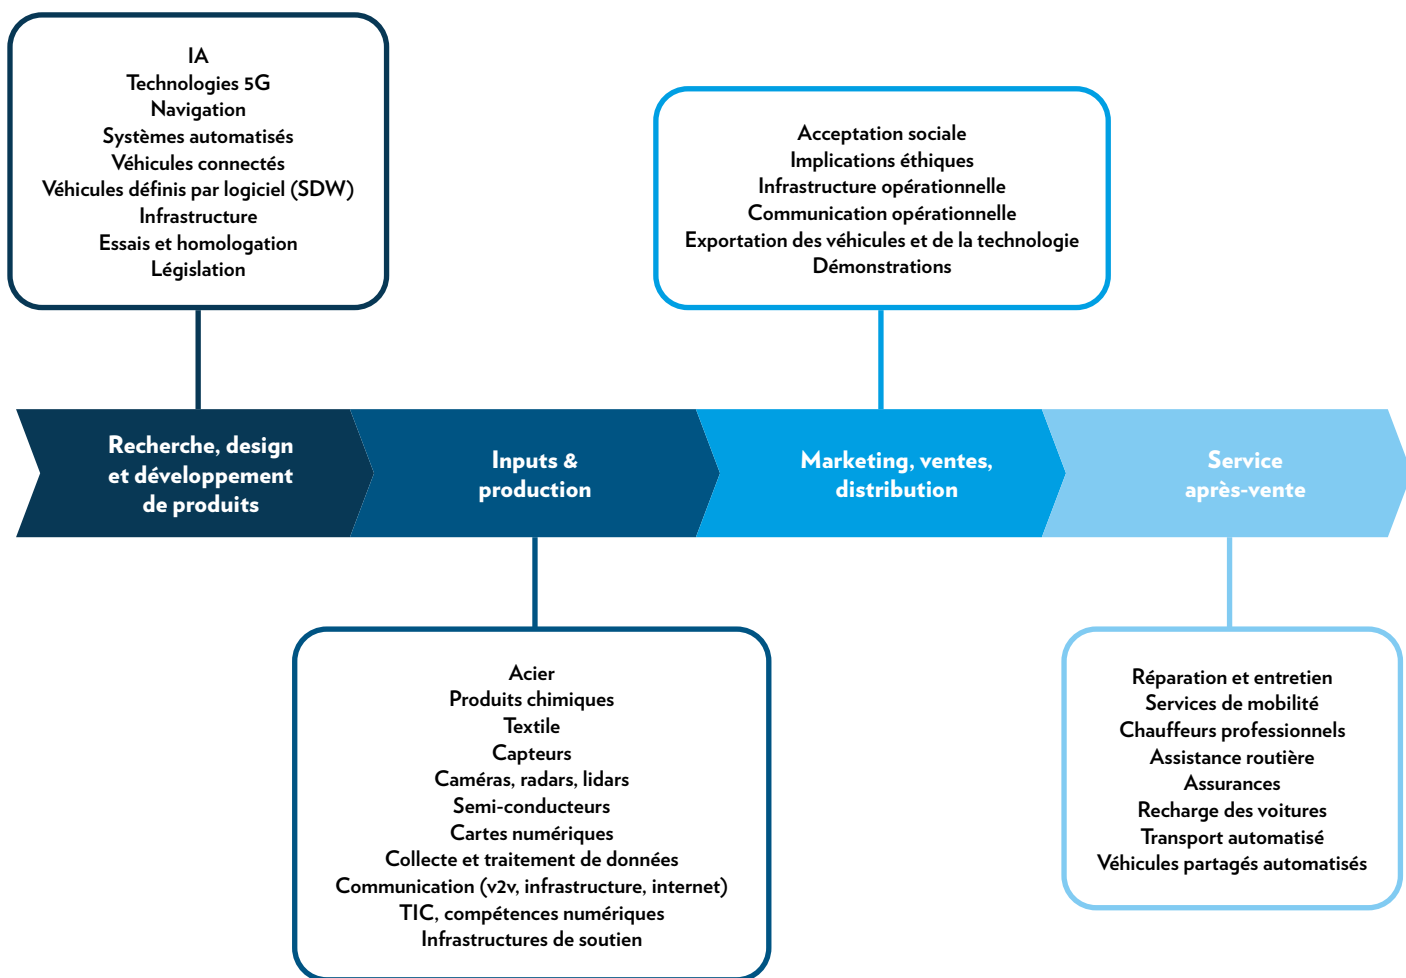 IA
Technologies 5G
Navigation
Systèmes automatisés
Véhicules connectés
Véhicules définis par logiciel (SDW)
Infrastructure
Essais et homologation
Législation
Acceptation sociale
Implications éthiques
Infrastructure opérationnelle
Communication opérationnelle
Exportation des véhicules et de la technologie
Démonstrations
Recherche, design
et développement
de produits
Inputs &
production
Marketing, ventes,
distribution
Service
après-vente
Acier
Produits chimiques
Textile
Capteurs
Caméras, radars, lidars
Semi-conducteurs
Cartes numériques
Collecte et traitement de données
Communication (v2v, infrastructure, internet)
TIC, compétences numériques
Infrastructures de soutien
Réparation et entretien
Services de mobilité
Chauffeurs professionnels
Assistance routière
Assurances
Recharge des voitures
Transport automatisé
Véhicules partagés automatisés